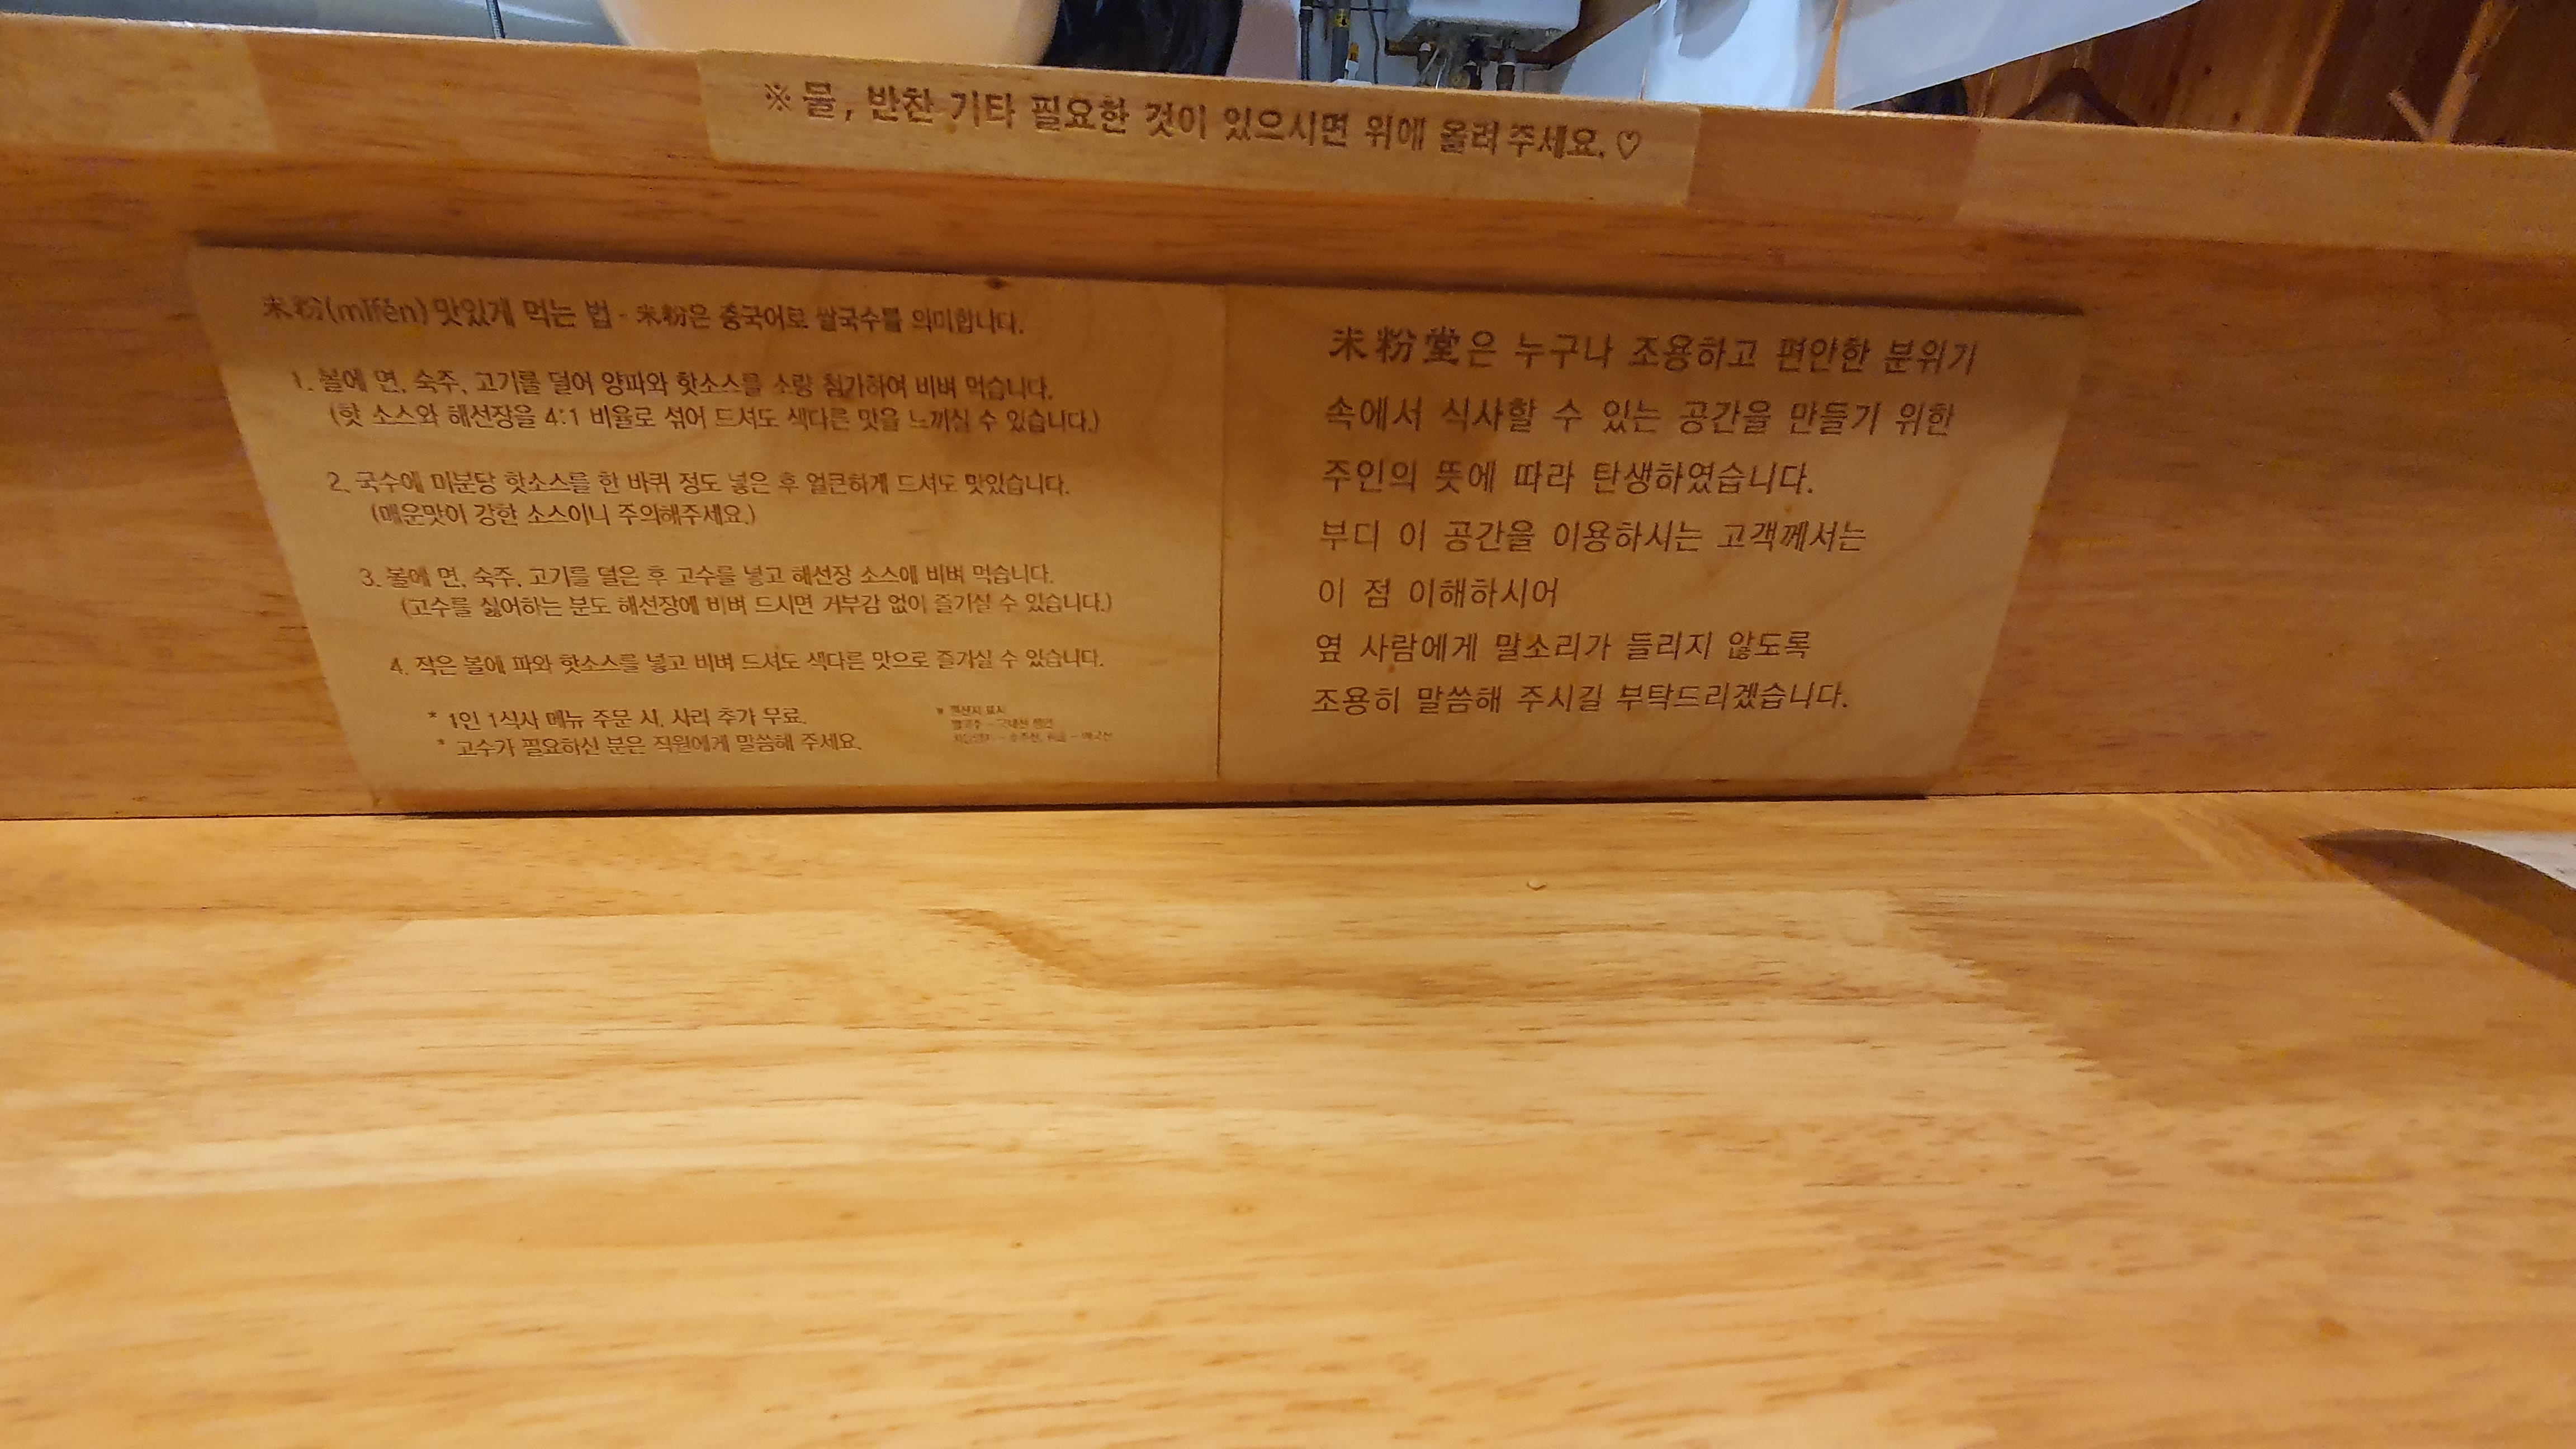 ※ 물, 반찬 기타 필요한 것이 있으시면 위에 올려 주세요.♡
米粉(mǐfěn) 맛있게 먹는 법 - 米粉은 중국어로 쌀국수를 의미합니다.
1. 볼에 면, 숙주, 고기를 덜어 양파와 핫소스를 소량 첨가하여 비벼 먹습니다.
(핫 소스와 해선장을 4:1 비율로 섞어 드셔도 색다른 맛을 느끼실 수 있습니다.)
2. 국수에 미분당 핫소스를 한 바퀴 정도 넣은 후 얼큰하게 드셔도 맛있습니다.
(매운맛이 강한 소스이니 주의해주세요.)
3. 볼에 면, 숙주, 고기를 덜은 후 고수를 넣고 해선장 소스에 비벼 먹습니다.
(고수를 싫어하는 분도 해선장에 비벼 드시면 거부감 없이 즐기실 수 있습니다.)
4. 작은 볼에 파와 핫소스를 넣고 비벼 드셔도 색다른 맛으로 즐기실 수 있습니다.
* 1인 1식사 메뉴 주문 시, 사리 추가 무료.
* 고수가 필요하신 분은 직원에게 말씀해 주세요.
원산지 표시
米粉堂은 누구나 조용하고 편안한 분위기
속에서 식사할 수 있는 공간을 만들기 위한
주인의 뜻에 따라 탄생하였습니다.
부디 이 공간을 이용하시는 고객께서는
이 점 이해하시어
옆 사람에게 말소리가 들리지 않도록
조용히 말씀해 주시길 부탁드리겠습니다.